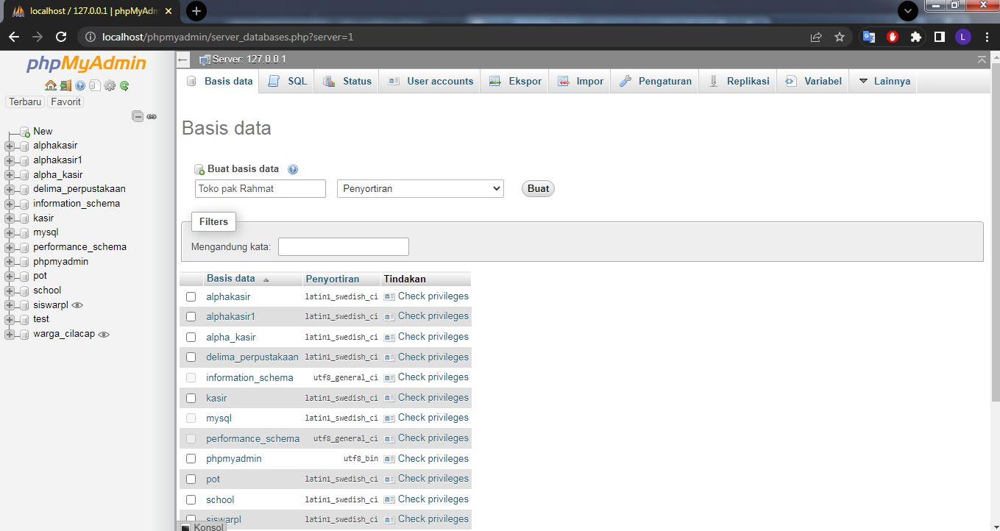 localhost / 127.0.0.1 | phpMyAdm
localhost/phpmyadmin/server_databases.php?server=1
L
phpMyAdmin
Terbaru Favorit
New
alphakasir
alphakasir1
alpha_kasir
delima_perpustakaan
information_schema
kasir
mysql
performance_schema
phpmyadmin
pot
school
siswarpl
test
warga_cilacap
Server: 127.0.0.1
Basis data SQL Status User accounts Ekspor Impor Pengaturan Replikasi Variabel Lainnya
Basis data
Buat basis data
Toko pak Rahmat Penyortiran Buat
Filters
Mengandung kata:
Basis data Penyortiran Tindakan
alphakasir latin1_swedish_ci Check privileges
alphakasir1 latin1_swedish_ci Check privileges
alpha_kasir latin1_swedish_ci Check privileges
delima_perpustakaan latin1_swedish_ci Check privileges
information_schema utf8_general_ci Check privileges
kasir latin1_swedish_ci Check privileges
mysql latin1_swedish_ci Check privileges
performance_schema utf8_general_ci Check privileges
phpmyadmin utf8_bin Check privileges
pot latin1_swedish_ci Check privileges
school latin1_swedish_ci Check privileges
siswarpl latin1_swedish_ci Check privileges
Konsol